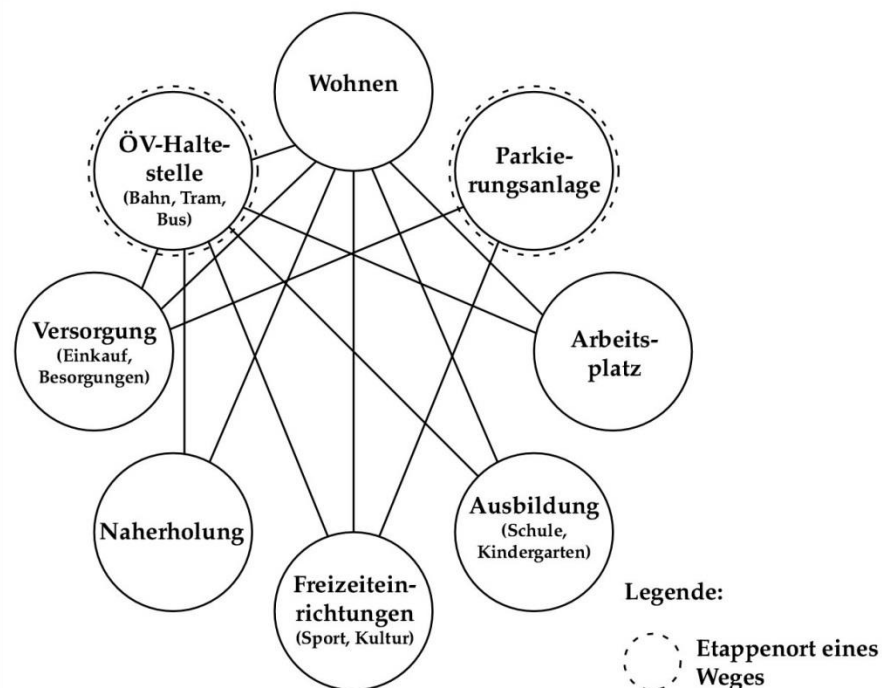 Wohnen
ÖV-Halte-
stelle
(Bahn, Tram,
Bus)
Parkie-
rungsanlage
Versorgung
(Einkauf,
Besorgungen)
Arbeits-
platz
Naherholung
Ausbildung
(Schule,
Kindergarten)
Freizeitein-
richtungen
(Sport, Kultur)
Legende:
Etappenort eines
Weges